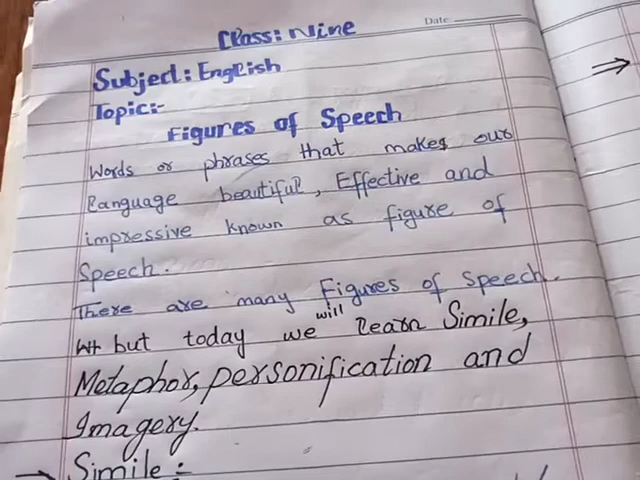 Class: Nine
Date
Subject: English
Topic:-
Figures of Speech
Words or phrases that makes our
language beautiful, Effective and
impressive known as figure of
Speech.
There are many Figures of speech.
but today we will learn Simile,
Metaphor, personification and
Imagery.
→ Simile: